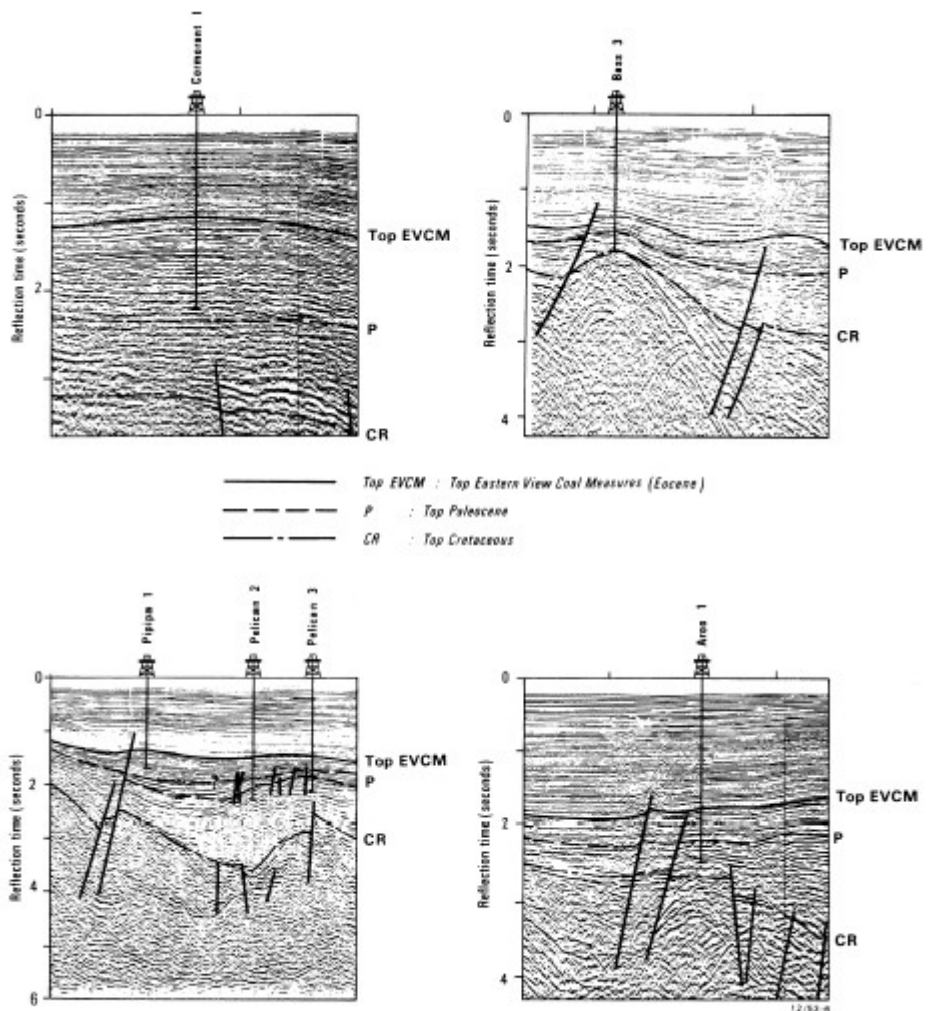 Cormorant 1
0
Reflection time (seconds)
2
Top EVCM
P
CR
Bass 3
0
Reflection time (seconds)
2
4
Top EVCM
P
CR
Top EVCM : Top Eastern View Coal Measures (Eocene)
P : Top Paleocene
CR : Top Cretaceous
Pipipa 1
Pelican 2
Pelican 3
0
Reflection time (seconds)
2
4
6
Top EVCM
P
CR
Aroo 1
0
Reflection time (seconds)
2
4
Top EVCM
P
CR